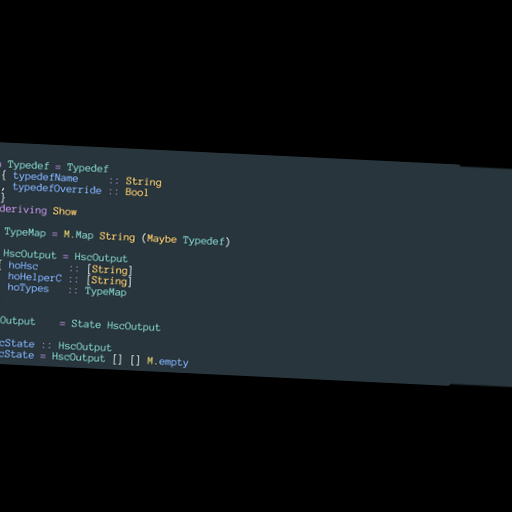 Typedef = Typedef
{ typedefName     :: String
, typedefOverride :: Bool
}
deriving Show
TypeMap = M.Map String (Maybe Typedef)
HscOutput = HscOutput
{ hoHsc     :: [String]
hoHelperC :: [String]
hoTypes   :: TypeMap
Output    = State HscOutput
cState :: HscOutput
cState = HscOutput [] [] M.empty